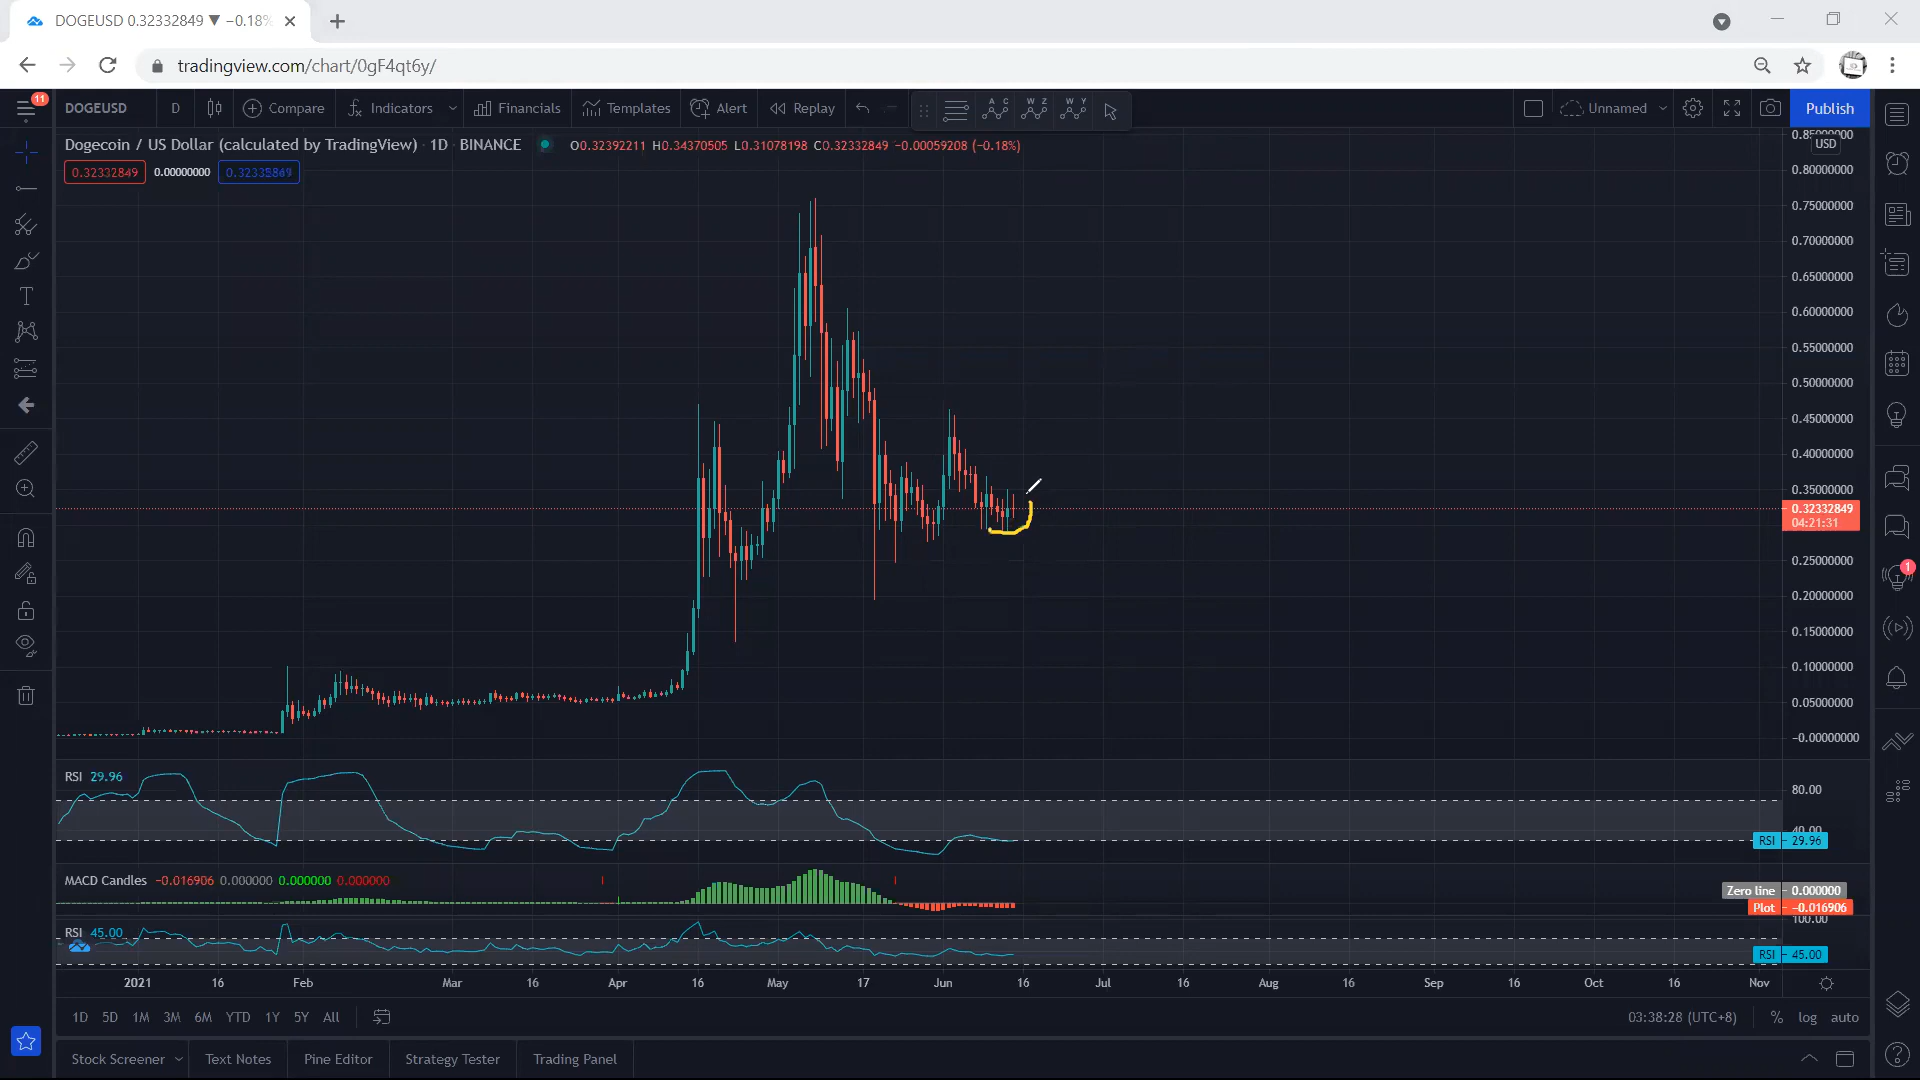 DOGEUSD 0.32332849 ▼ −0.18%
tradingview.com/chart/0gF4qt6y/
11
DOGEUSD D Compare Indicators Financials Templates Alert Replay A C W Z W Y Unnamed Publish
Dogecoin / US Dollar (calculated by TradingView) · 1D · BINANCE O0.32392211 H0.34370505 L0.31078198 C0.32332849 −0.00059208 (−0.18%)
0.32332849 0.00000000
USD
0.85000000
0.80000000
0.75000000
0.70000000
0.65000000
0.60000000
0.55000000
0.50000000
0.45000000
0.40000000
0.35000000
0.32332849
04:21:31
0.25000000
0.20000000
0.15000000
0.10000000
0.05000000
−0.00000000
1
RSI 29.96
80.00
40.00
RSI 29.96
MACD Candles −0.016906 0.000000 0.000000 0.000000
Zero line 0.000000
Plot −0.016906
100.00
RSI 45.00
RSI 45.00
2021 16 Feb Mar 16 Apr 16 May 17 Jun 16 Jul 16 Aug 16 Sep 16 Oct 16 Nov
1D 5D 1M 3M 6M YTD 1Y 5Y All 03:38:28 (UTC+8) % log auto
Stock Screener Text Notes Pine Editor Strategy Tester Trading Panel